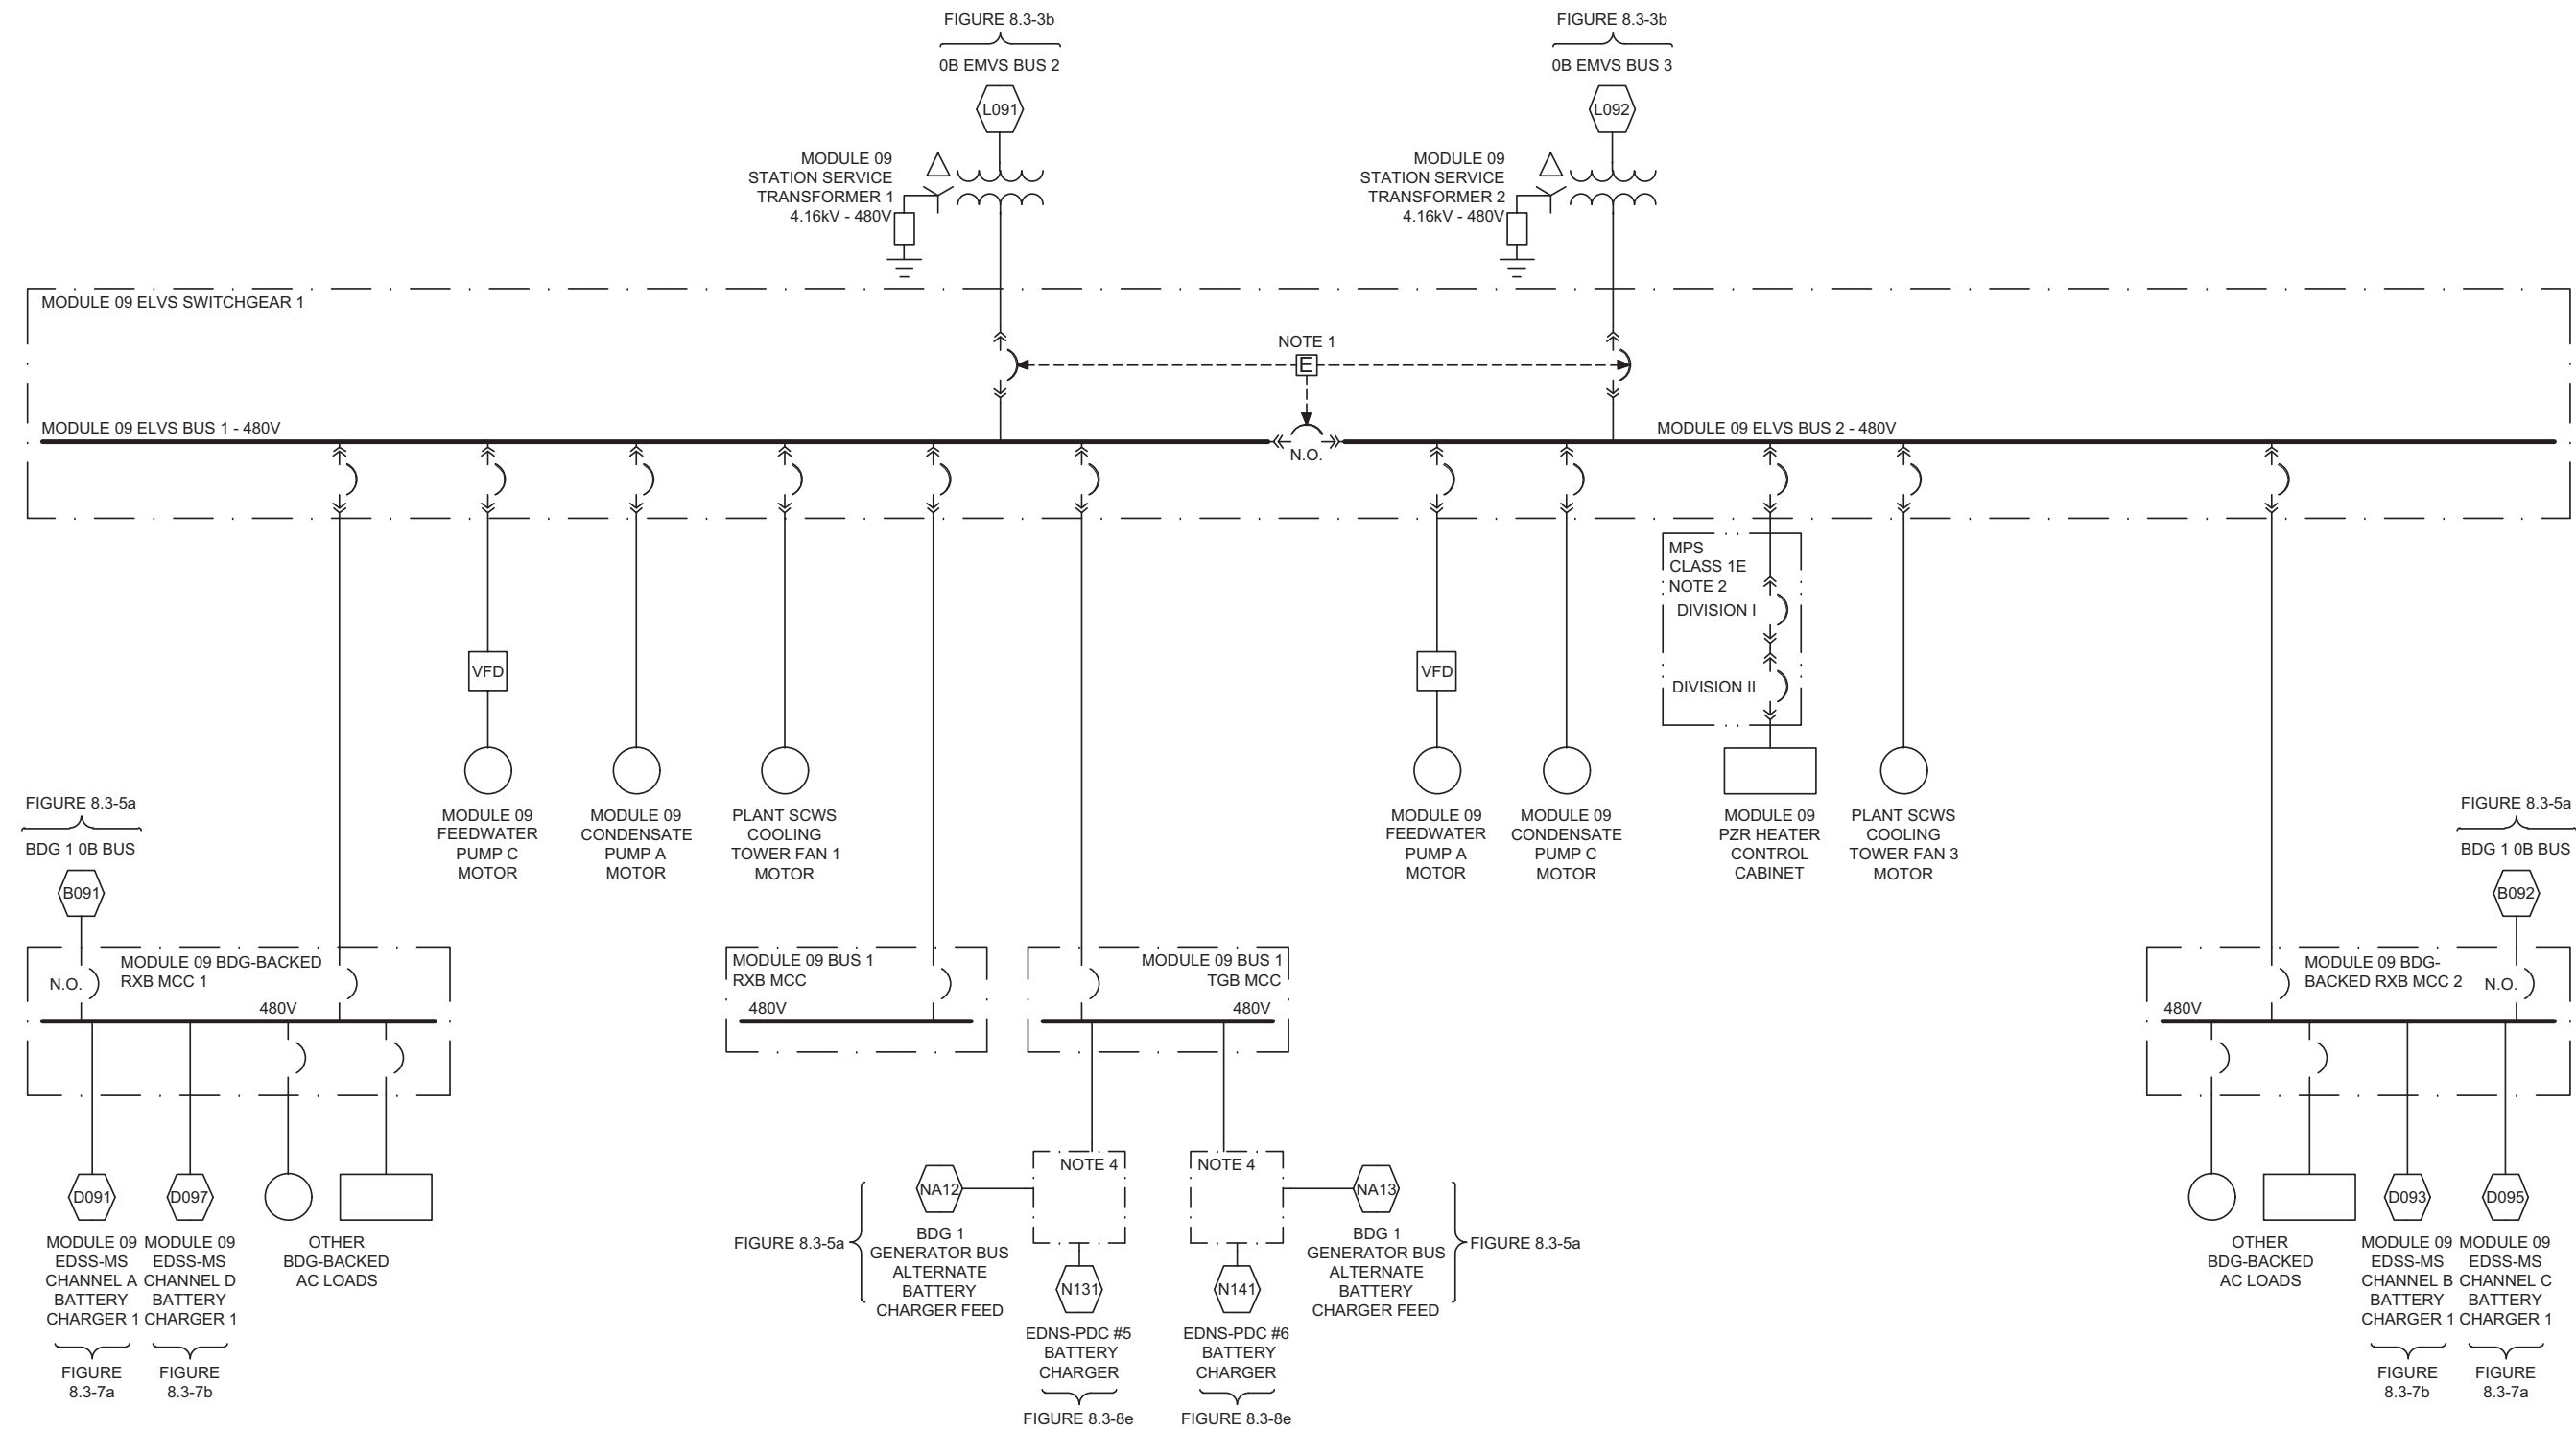 FIGURE 8.3-3b
0B EMVS BUS 2
L091
FIGURE 8.3-3b
0B EMVS BUS 3
L092
MODULE 09
STATION SERVICE
TRANSFORMER 1
4.16kV - 480V
MODULE 09
STATION SERVICE
TRANSFORMER 2
4.16kV - 480V
MODULE 09 ELVS SWITCHGEAR 1
NOTE 1
E
MODULE 09 ELVS BUS 1 - 480V
N.O.
MODULE 09 ELVS BUS 2 - 480V
MPS
CLASS 1E
NOTE 2
DIVISION I
DIVISION II
VFD
VFD
MODULE 09
FEEDWATER
PUMP C
MOTOR
MODULE 09
CONDENSATE
PUMP A
MOTOR
PLANT SCWS
COOLING
TOWER FAN 1
MOTOR
MODULE 09
FEEDWATER
PUMP A
MOTOR
MODULE 09
CONDENSATE
PUMP C
MOTOR
MODULE 09
PZR HEATER
CONTROL
CABINET
PLANT SCWS
COOLING
TOWER FAN 3
MOTOR
FIGURE 8.3-5a
BDG 1 0B BUS
B091
FIGURE 8.3-5a
BDG 1 0B BUS
B092
N.O.
MODULE 09 BDG-BACKED
RXB MCC 1
480V
MODULE 09 BUS 1
RXB MCC
480V
MODULE 09 BUS 1
TGB MCC
480V
MODULE 09 BDG-
BACKED RXB MCC 2
N.O.
480V
D091
MODULE 09
EDSS-MS
CHANNEL A
BATTERY
CHARGER 1
FIGURE
8.3-7a
D097
MODULE 09
EDSS-MS
CHANNEL D
BATTERY
CHARGER 1
FIGURE
8.3-7b
OTHER
BDG-BACKED
AC LOADS
FIGURE 8.3-5a
NA12
BDG 1
GENERATOR BUS
ALTERNATE
BATTERY
CHARGER FEED
NOTE 4
N131
EDNS-PDC #5
BATTERY
CHARGER
FIGURE 8.3-8e
NOTE 4
N141
EDNS-PDC #6
BATTERY
CHARGER
FIGURE 8.3-8e
NA13
BDG 1
GENERATOR BUS
ALTERNATE
BATTERY
CHARGER FEED
FIGURE 8.3-5a
OTHER
BDG-BACKED
AC LOADS
D093
MODULE 09
EDSS-MS
CHANNEL B
BATTERY
CHARGER 1
FIGURE
8.3-7b
D095
MODULE 09
EDSS-MS
CHANNEL C
BATTERY
CHARGER 1
FIGURE
8.3-7a